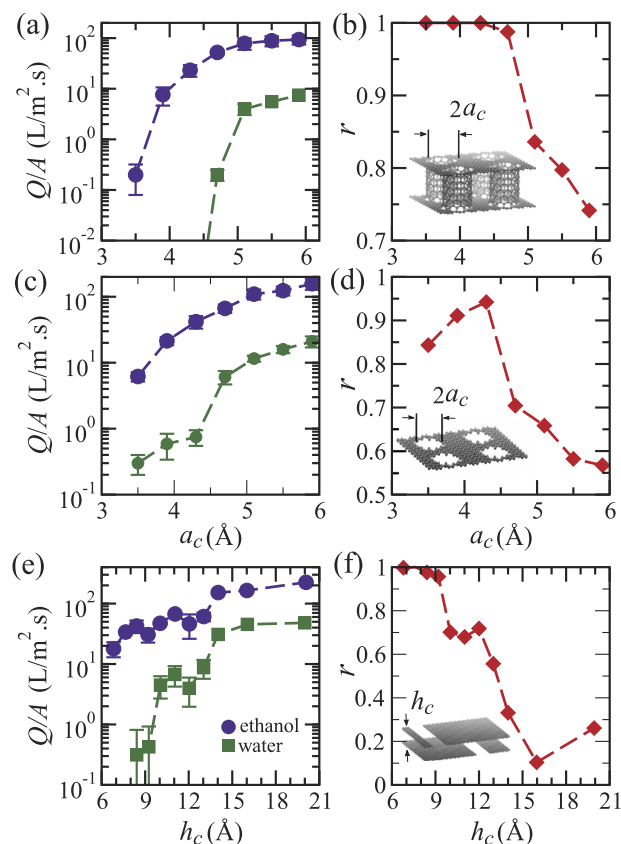 (a)
Q/A (L/m².s)
10²
10¹
10⁰
10⁻¹
10⁻²
3 4 5 6
(b)
r
1
0.9
0.8
0.7
2a_c
3 4 5 6
(c)
Q/A (L/m².s)
10²
10¹
10⁰
10⁻¹
3 4 5 6
a_c (Å)
(d)
r
1
0.9
0.8
0.7
0.6
0.5
2a_c
3 4 5 6
a_c (Å)
(e)
Q/A (L/m².s)
10²
10¹
10⁰
10⁻¹
ethanol
water
6 9 12 15 18 21
h_c (Å)
(f)
r
1
0.8
0.6
0.4
0.2
0
h_c
6 9 12 15 18 21
h_c (Å)